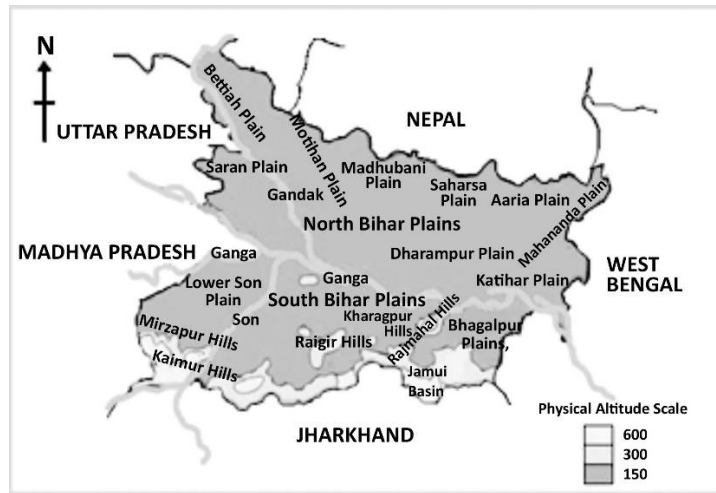 N
Bettiah Plain
UTTAR PRADESH
Motihan Plain
NEPAL
Saran Plain
Madhubani
Plain
Saharsa
Plain
Aaria Plain
Mahananda Plain
Gandak
North Bihar Plains
MADHYA PRADESH
Ganga
Dharampur Plain
WEST
BENGAL
Lower Son
Plain
Ganga
Katihar Plain
South Bihar Plains
Son
Kharagpur
Hills
Rajmahal Hills
Bhagalpur
Plains,
Mirzapur Hills
Raigir Hills
Kaimur Hills
Jamui
Basin
JHARKHAND
Physical Altitude Scale
600
300
150